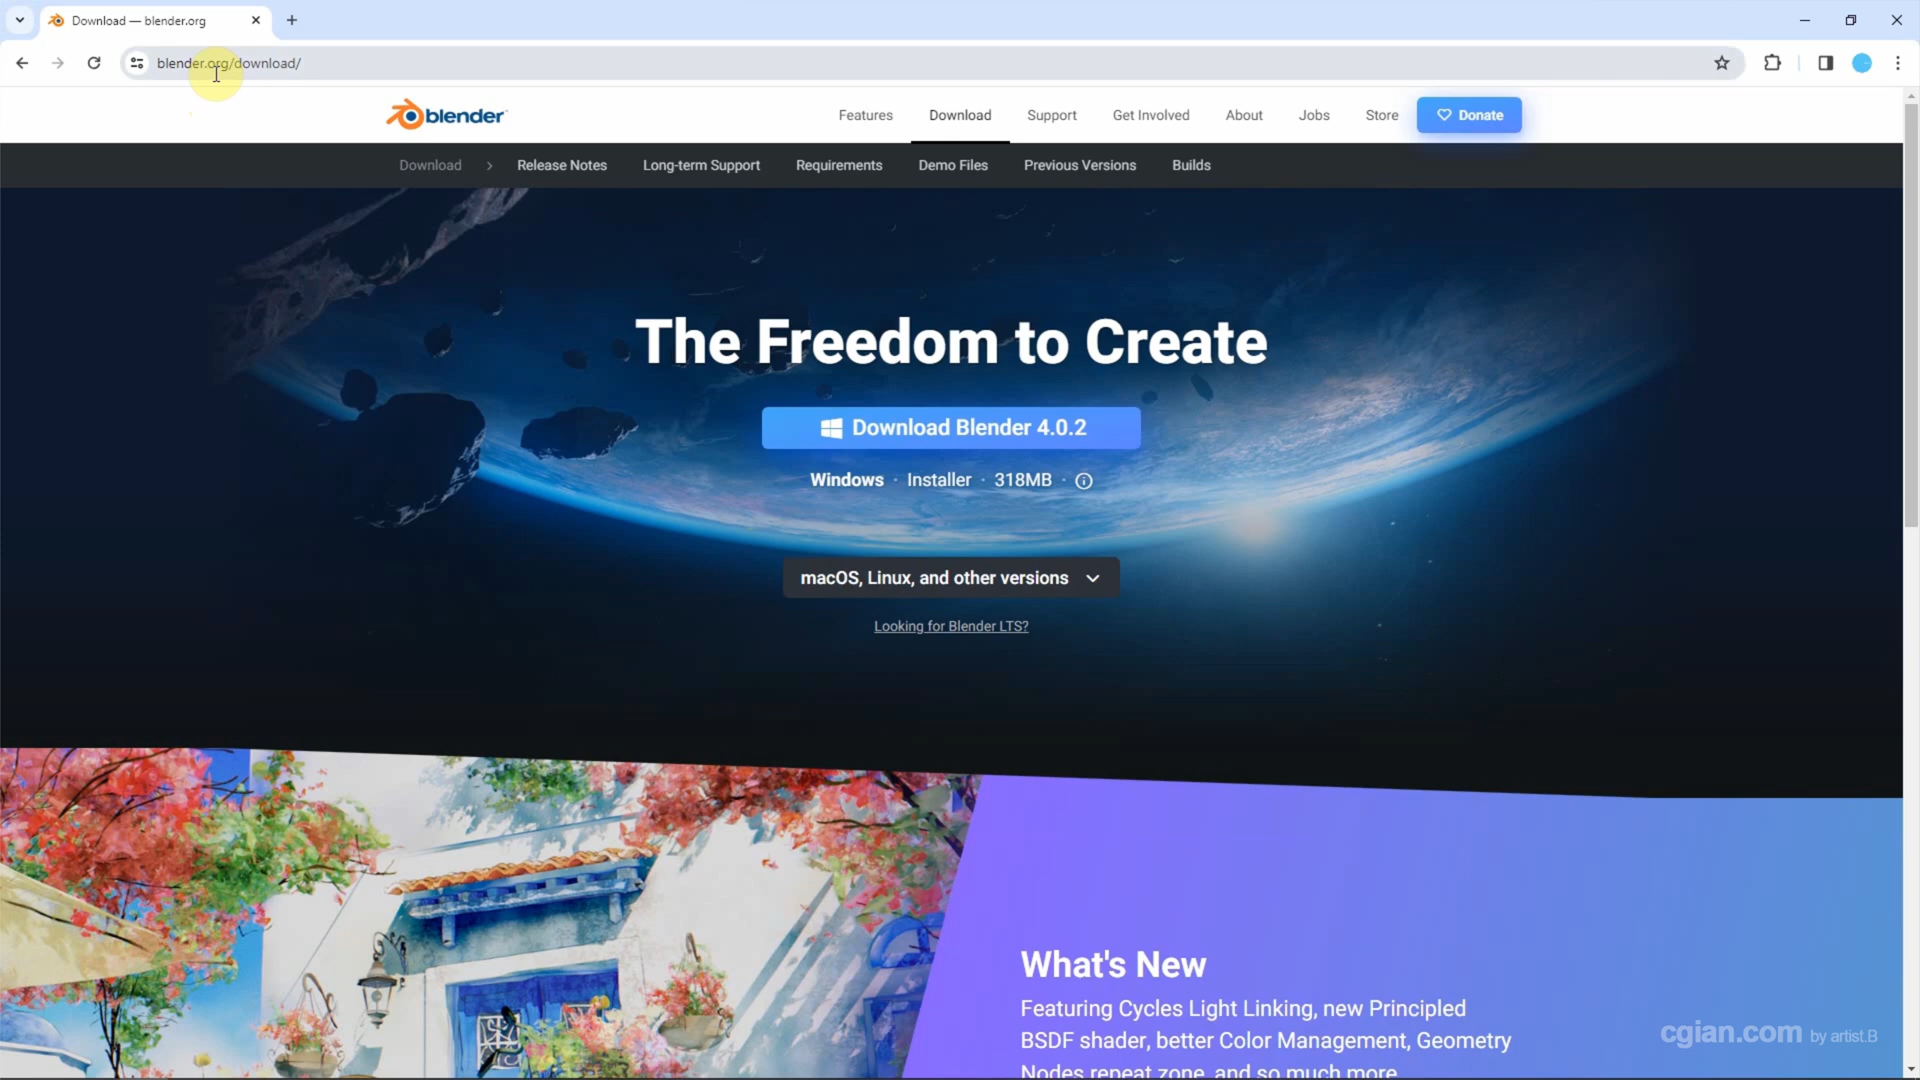 Download — blender.org
blender.org/download/
blender
Features
Download
Support
Get Involved
About
Jobs
Store
Donate
Download
Release Notes
Long-term Support
Requirements
Demo Files
Previous Versions
Builds
The Freedom to Create
Download Blender 4.0.2
Windows · Installer · 318MB ·
macOS, Linux, and other versions
Looking for Blender LTS?
What's New
Featuring Cycles Light Linking, new Principled
BSDF shader, better Color Management, Geometry
Nodes repeat zone, and so much more.
cgian.com by artist.B